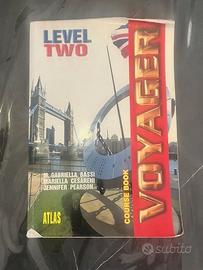 LEVEL
TWO
M. GABRIELLA BASSI
MARIELLA CESARENI
JENNIFER PEARSON
ATLAS
COURSE BOOK
VOYAGER
subito